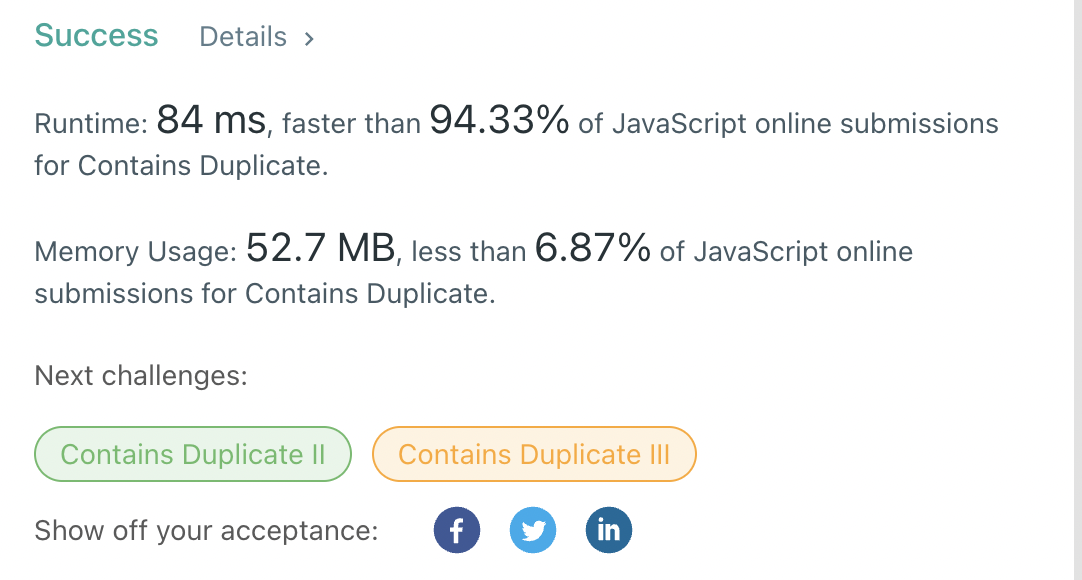 Success Details >
Runtime: 84 ms, faster than 94.33% of JavaScript online submissions
for Contains Duplicate.
Memory Usage: 52.7 MB, less than 6.87% of JavaScript online
submissions for Contains Duplicate.
Next challenges:
Contains Duplicate II Contains Duplicate III
Show off your acceptance: f in